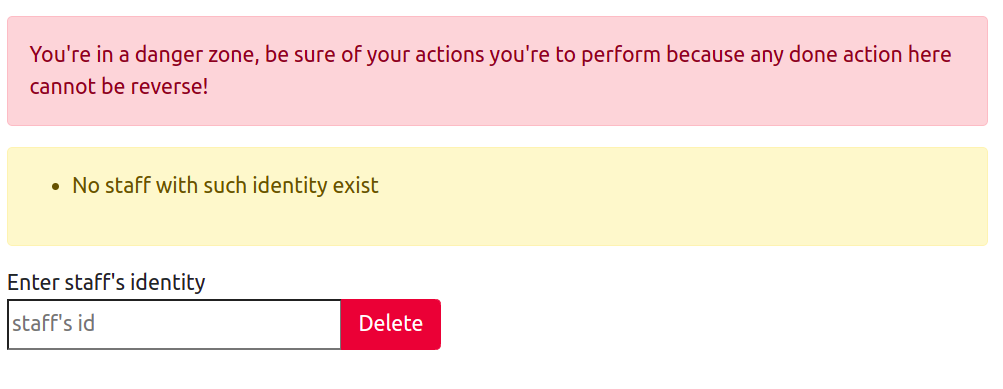 You're in a danger zone, be sure of your actions you're to perform because any done action here
cannot be reverse!
• No staff with such identity exist
Enter staff's identity
staff's id
Delete